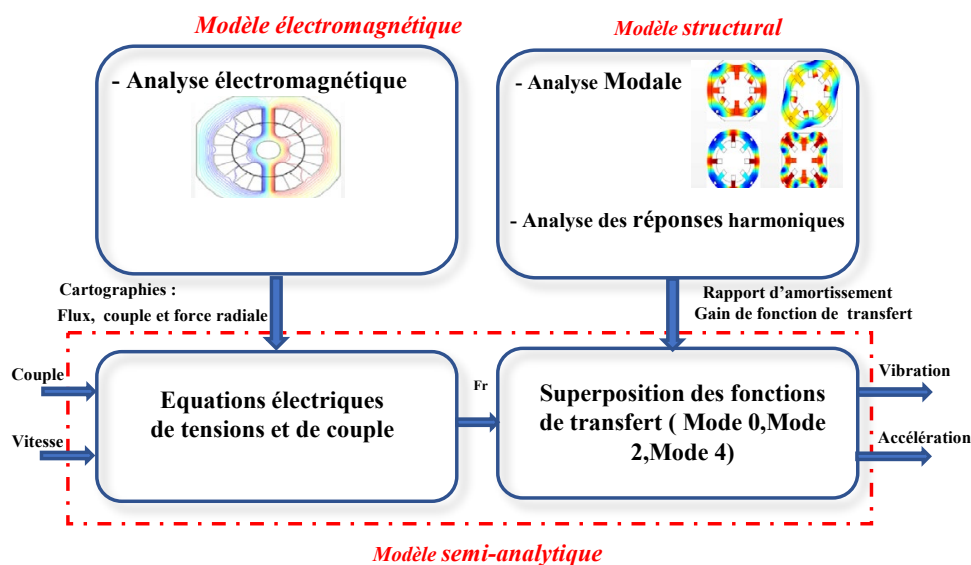 Modèle électromagnétique
Modèle structural
- Analyse électromagnétique
- Analyse Modale
- Analyse des réponses harmoniques
Cartographies :
Flux, couple et force radiale
Rapport d’amortissement
Gain de fonction de transfert
Couple
Vitesse
Equations électriques
de tensions et de couple
Fr
Superposition des fonctions
de transfert ( Mode 0,Mode
2,Mode 4)
Vibration
Accélération
Modèle semi-analytique